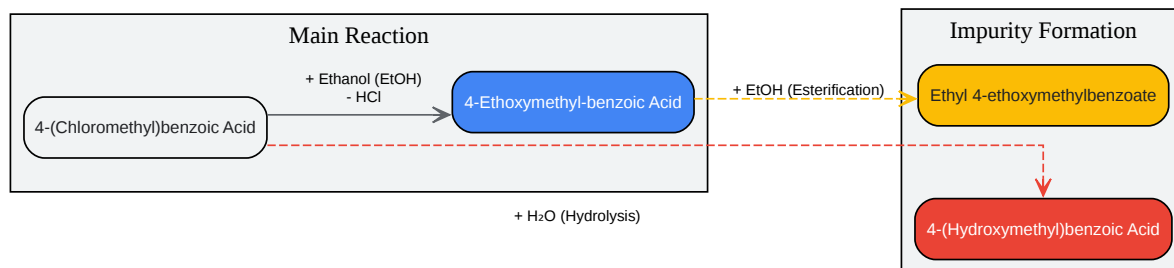 Main Reaction
Impurity Formation
+ Ethanol (EtOH)
- HCl
4-(Chloromethyl)benzoic Acid
4-Ethoxymethyl-benzoic Acid
+ EtOH (Esterification)
Ethyl 4-ethoxymethylbenzoate
+ H₂O (Hydrolysis)
4-(Hydroxymethyl)benzoic Acid